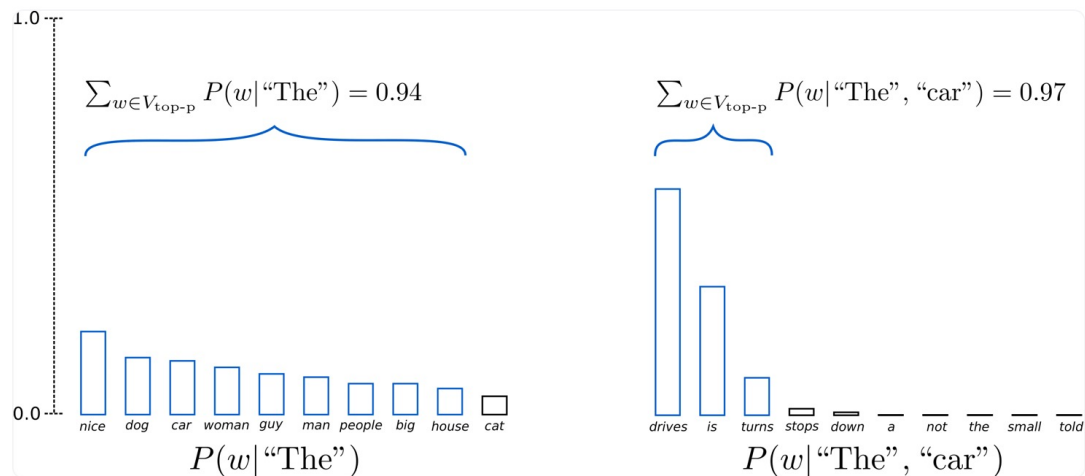 1.0
∑w∈Vtop-p P(w|“The”) = 0.94
∑w∈Vtop-p P(w|“The”, “car”) = 0.97
0.0
nice dog car woman guy man people big house cat
drives is turns stops down a not the small told
P(w|“The”)
P(w|“The”, “car”)